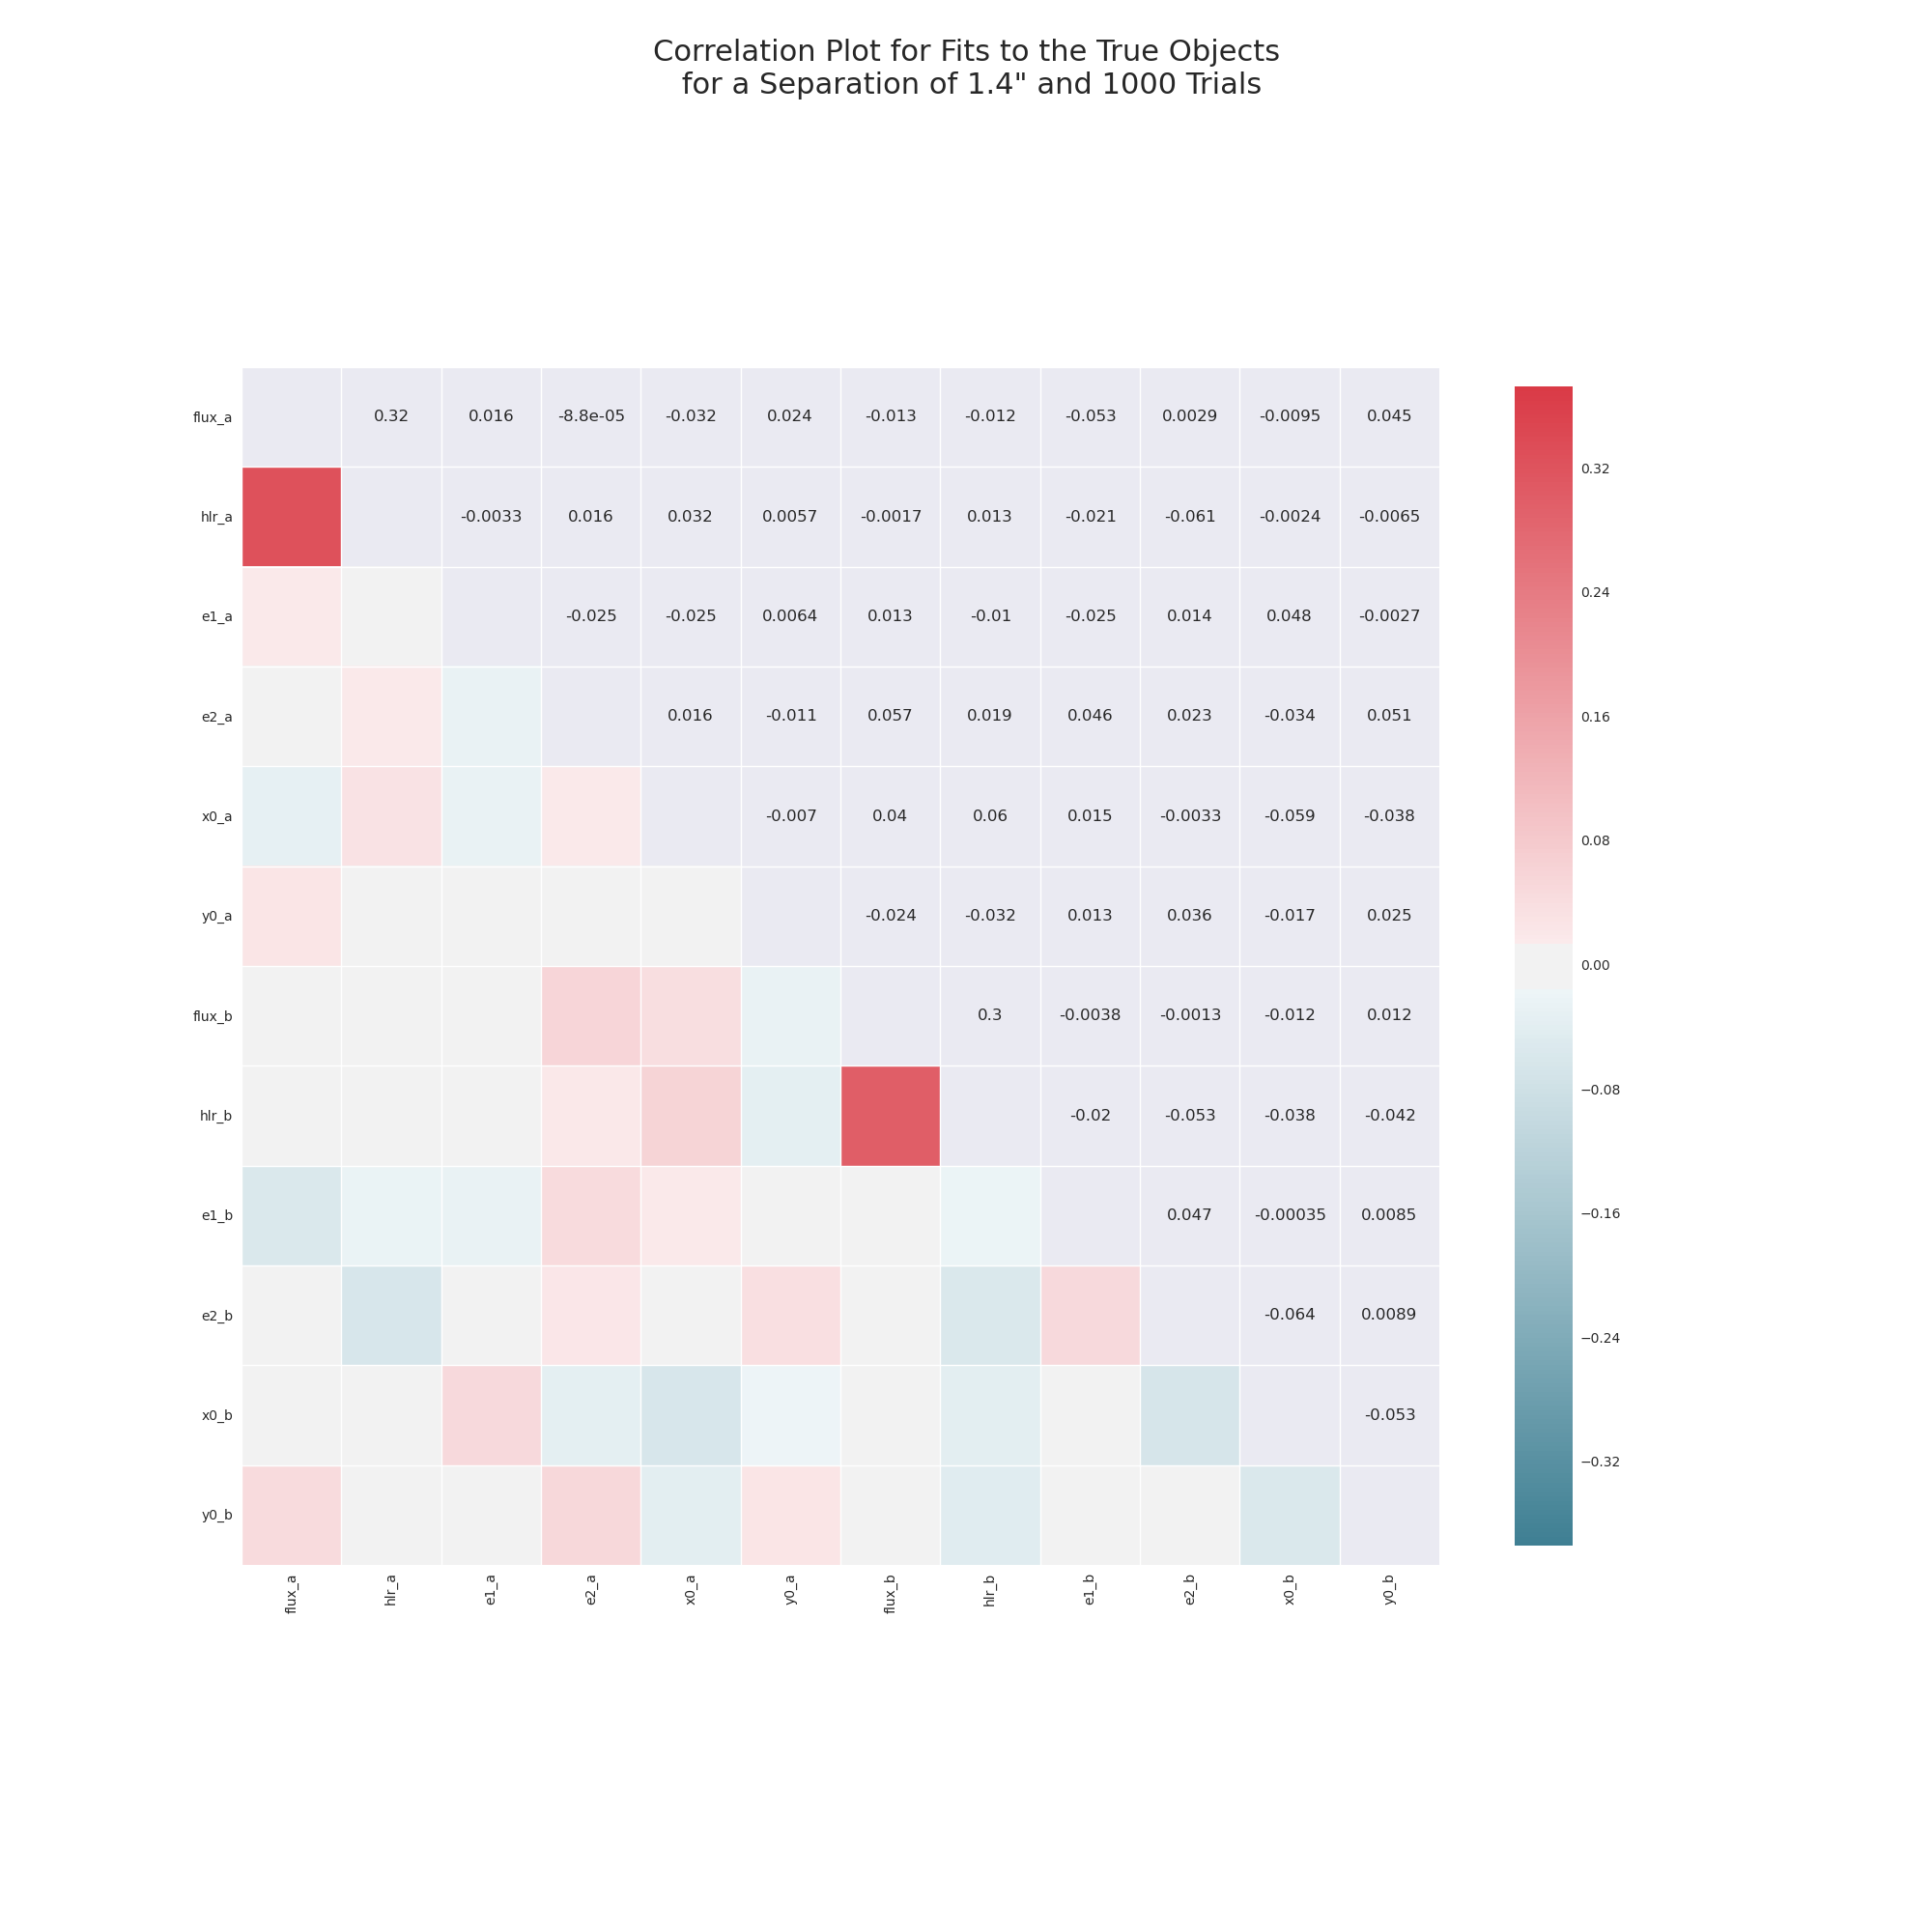 Correlation Plot for Fits to the True Objects
for a Separation of 1.4" and 1000 Trials
flux_a 0.32 0.016 -8.8e-05 -0.032 0.024 -0.013 -0.012 -0.053 0.0029 -0.0095 0.045
hlr_a -0.0033 0.016 0.032 0.0057 -0.0017 0.013 -0.021 -0.061 -0.0024 -0.0065
e1_a -0.025 -0.025 0.0064 0.013 -0.01 -0.025 0.014 0.048 -0.0027
e2_a 0.016 -0.011 0.057 0.019 0.046 0.023 -0.034 0.051
x0_a -0.007 0.04 0.06 0.015 -0.0033 -0.059 -0.038
y0_a -0.024 -0.032 0.013 0.036 -0.017 0.025
flux_b 0.3 -0.0038 -0.0013 -0.012 0.012
hlr_b -0.02 -0.053 -0.038 -0.042
e1_b 0.047 -0.00035 0.0085
e2_b -0.064 0.0089
x0_b -0.053
y0_b
flux_a hlr_a e1_a e2_a x0_a y0_a flux_b hlr_b e1_b e2_b x0_b y0_b
0.32
0.24
0.16
0.08
0.00
−0.08
−0.16
−0.24
−0.32